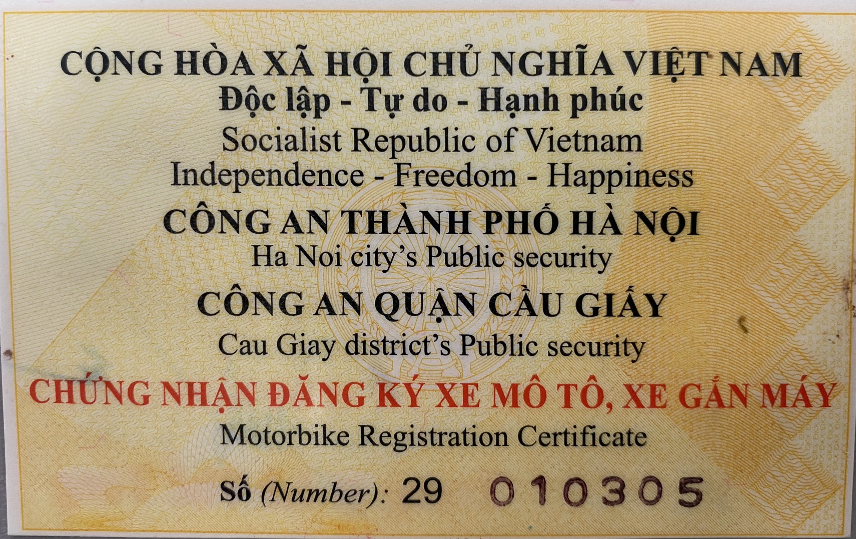 CỘNG HÒA XÃ HỘI CHỦ NGHĨA VIỆT NAM
Độc lập - Tự do - Hạnh phúc
Socialist Republic of Vietnam
Independence - Freedom - Happiness
CÔNG AN THÀNH PHỐ HÀ NỘI
Ha Noi city's Public security
CÔNG AN QUẬN CẦU GIẤY
Cau Giay district's Public security
CHỨNG NHẬN ĐĂNG KÝ XE MÔ TÔ, XE GẮN MÁY
Motorbike Registration Certificate
Số (Number): 29 010305